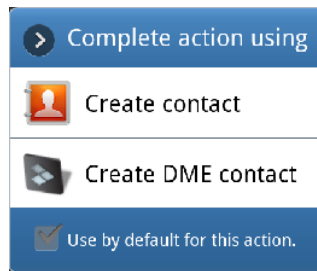 Complete action using
Create contact
Create DME contact
Use by default for this action.